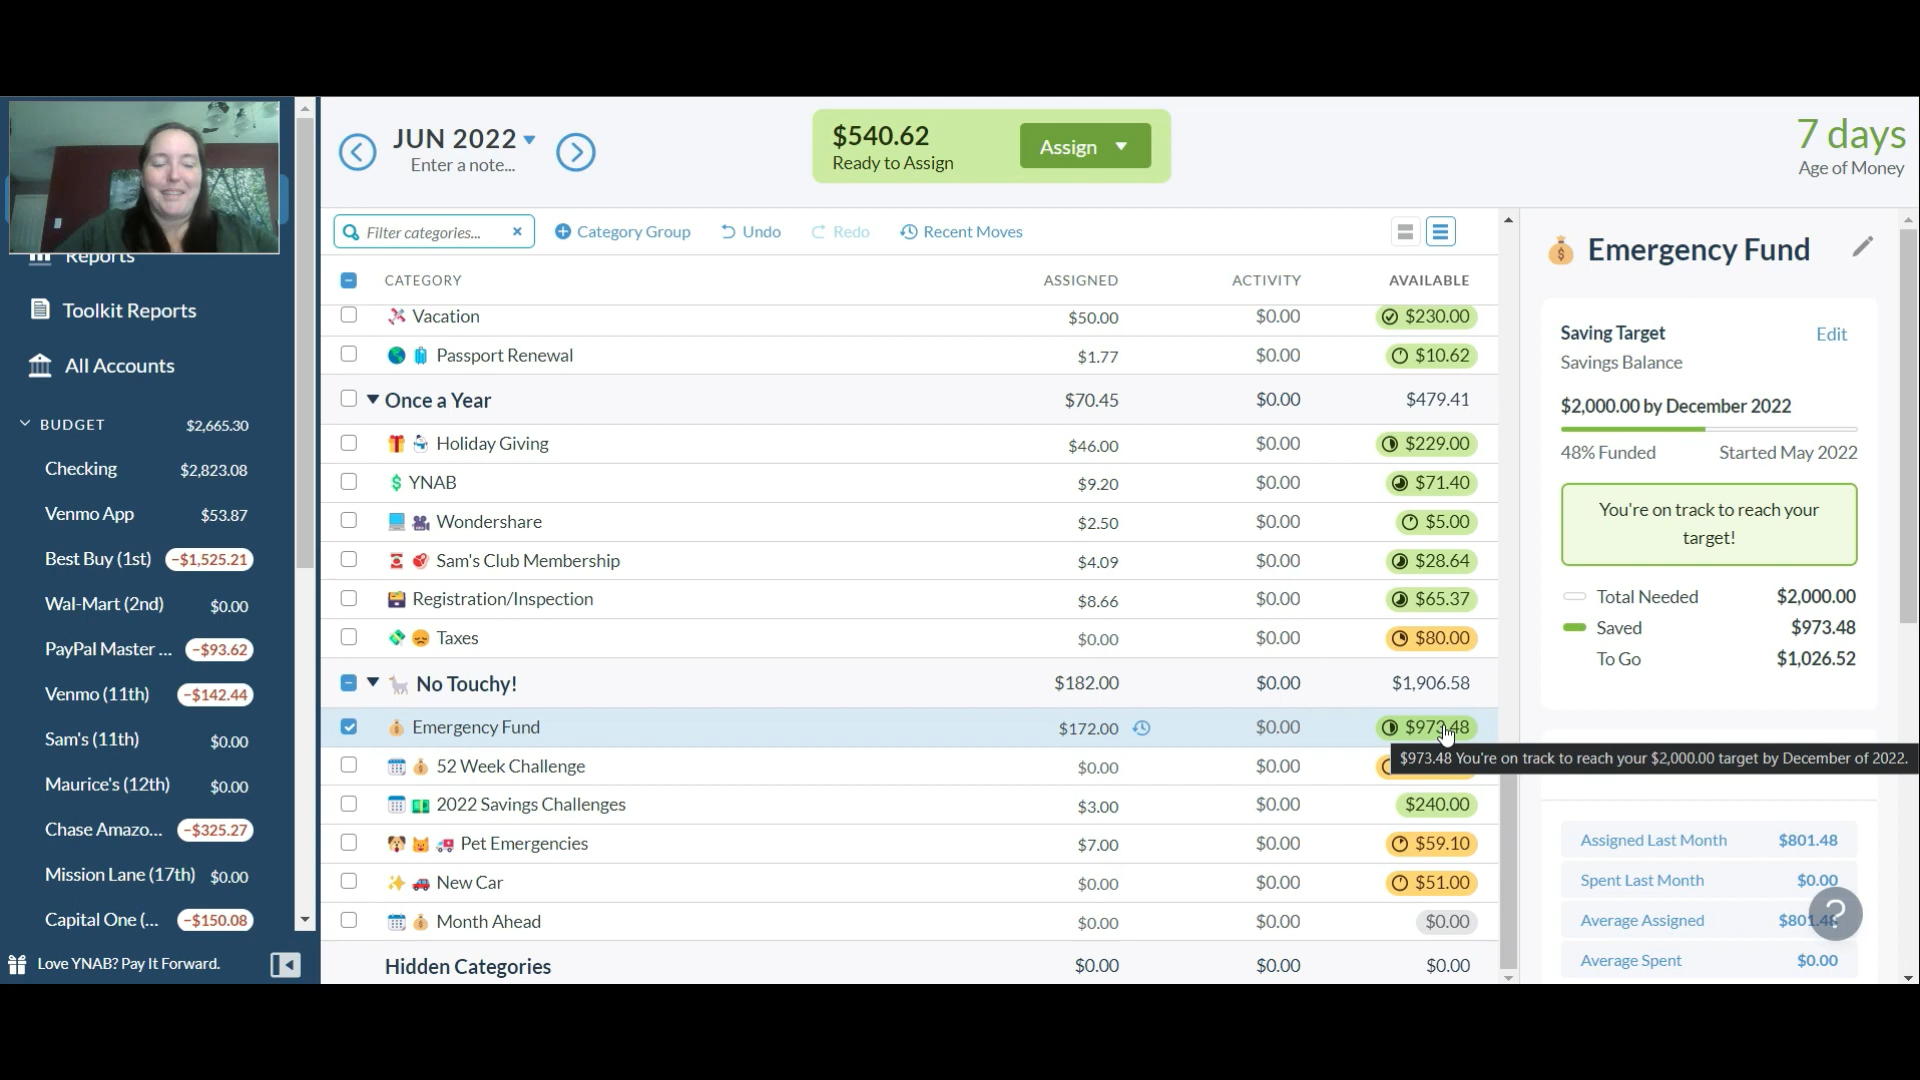 JUN 2022
Enter a note...
$540.62
Ready to Assign
Assign
7 days
Age of Money
Reports
Toolkit Reports
All Accounts
BUDGET $2,665.30
Checking $2,823.08
Venmo App $53.87
Best Buy (1st) -$1,525.21
Wal-Mart (2nd) $0.00
PayPal Master ... -$93.62
Venmo (11th) -$142.44
Sam's (11th) $0.00
Maurice's (12th) $0.00
Chase Amazo... -$325.27
Mission Lane (17th) $0.00
Capital One (... -$150.08
Love YNAB? Pay It Forward.
Filter categories...
Category Group Undo Redo Recent Moves
CATEGORY ASSIGNED ACTIVITY AVAILABLE
Vacation $50.00 $0.00 $230.00
Passport Renewal $1.77 $0.00 $10.62
Once a Year $70.45 $0.00 $479.41
Holiday Giving $46.00 $0.00 $229.00
YNAB $9.20 $0.00 $71.40
Wondershare $2.50 $0.00 $5.00
Sam's Club Membership $4.09 $0.00 $28.64
Registration/Inspection $8.66 $0.00 $65.37
Taxes $0.00 $0.00 $80.00
No Touchy! $182.00 $0.00 $1,906.58
Emergency Fund $172.00 $0.00 $973.48
$973.48 You're on track to reach your $2,000.00 target by December of 2022.
52 Week Challenge $0.00 $0.00
2022 Savings Challenges $3.00 $0.00 $240.00
Pet Emergencies $7.00 $0.00 $59.10
New Car $0.00 $0.00 $51.00
Month Ahead $0.00 $0.00 $0.00
Hidden Categories $0.00 $0.00 $0.00
Emergency Fund
Saving Target Edit
Savings Balance
$2,000.00 by December 2022
48% Funded Started May 2022
You're on track to reach your
target!
Total Needed $2,000.00
Saved $973.48
To Go $1,026.52
Assigned Last Month $801.48
Spent Last Month $0.00
Average Assigned $801.48
Average Spent $0.00
?